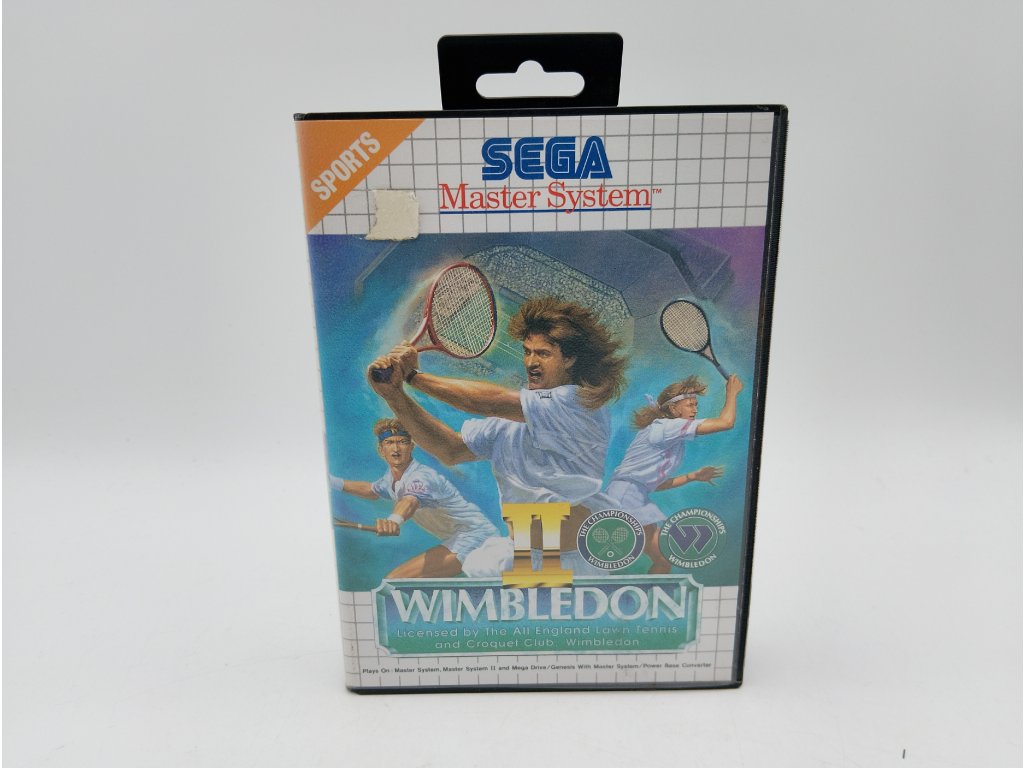 SPORTS
SEGA
Master System™
II
THE CHAMPIONSHIPS
WIMBLEDON
THE CHAMPIONSHIPS
WIMBLEDON
WIMBLEDON
Licensed by The All England Lawn Tennis
and Croquet Club, Wimbledon
Plays On: Master System, Master System II and Mega Drive/Genesis With Master System/Power Base Converter